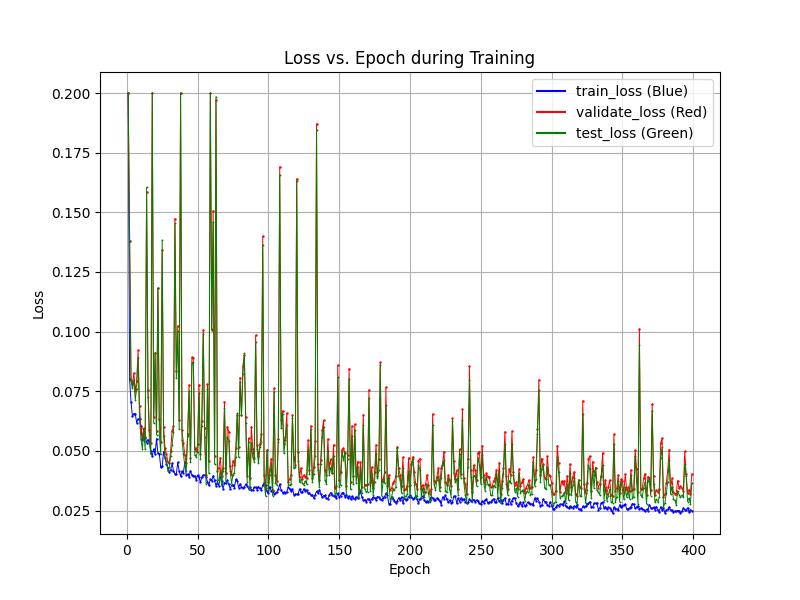 Loss vs. Epoch during Training
train_loss (Blue)
validate_loss (Red)
test_loss (Green)
0.200
0.175
0.150
0.125
0.100
0.075
0.050
0.025
Loss
0 50 100 150 200 250 300 350 400
Epoch